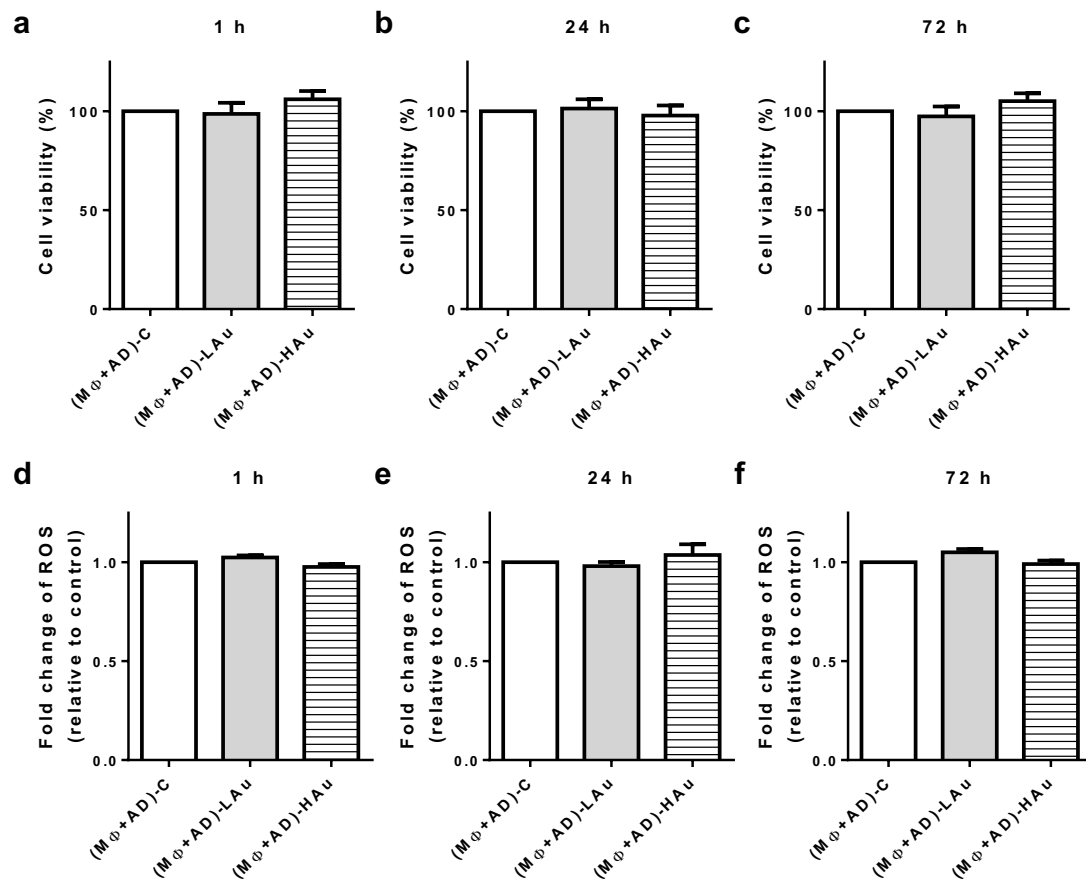 a
1 h
Cell viability (%)
100
50
0
(MΦ+AD)-C
(MΦ+AD)-LAu
(MΦ+AD)-HAu
b
24 h
Cell viability (%)
100
50
0
(MΦ+AD)-C
(MΦ+AD)-LAu
(MΦ+AD)-HAu
c
72 h
Cell viability (%)
100
50
0
(MΦ+AD)-C
(MΦ+AD)-LAu
(MΦ+AD)-HAu
d
1 h
Fold change of ROS
(relative to control)
1.0
0.5
0.0
(MΦ+AD)-C
(MΦ+AD)-LAu
(MΦ+AD)-HAu
e
24 h
Fold change of ROS
(relative to control)
1.0
0.5
0.0
(MΦ+AD)-C
(MΦ+AD)-LAu
(MΦ+AD)-HAu
f
72 h
Fold change of ROS
(relative to control)
1.0
0.5
0.0
(MΦ+AD)-C
(MΦ+AD)-LAu
(MΦ+AD)-HAu